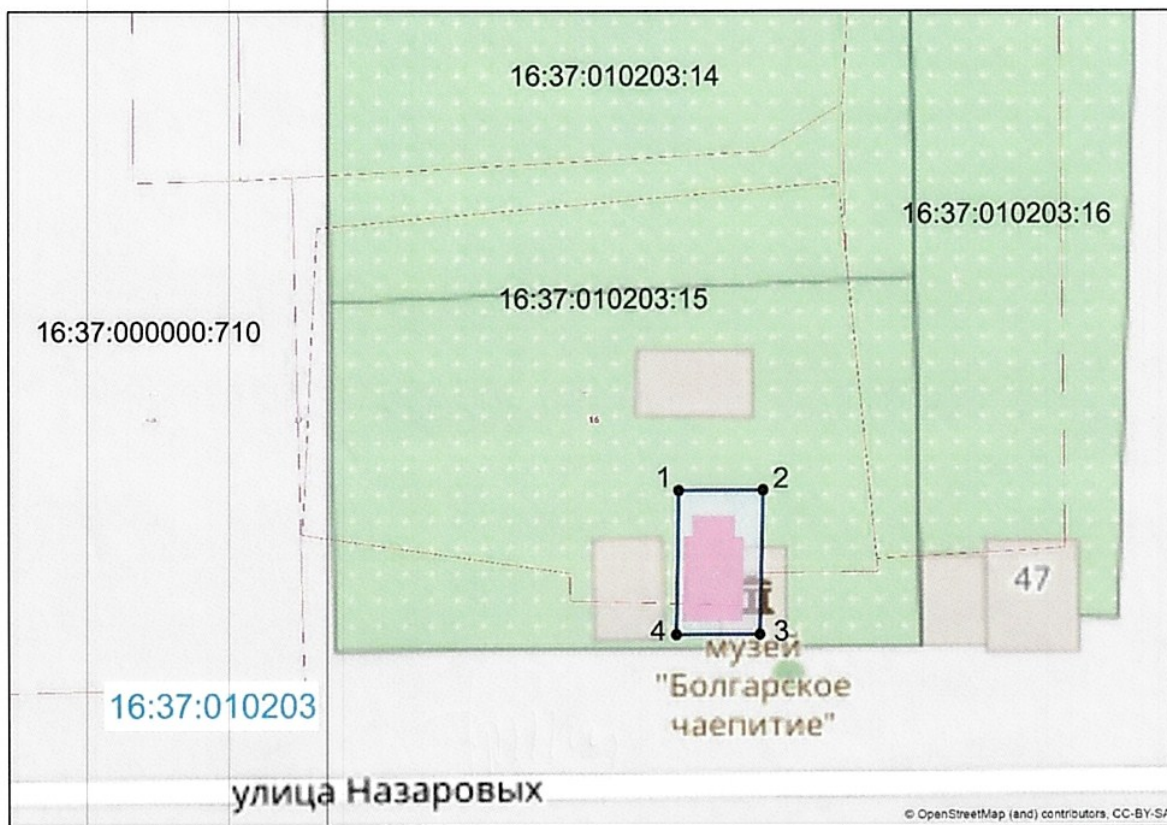 16:37:010203:14
16:37:010203:16
16:37:010203:15
16:37:000000:710
16
1
2
47
4
3
музей
"Болгарское
чаепитие"
16:37:010203
улица Назаровых
© OpenStreetMap (and) contributors, CC-BY-SA